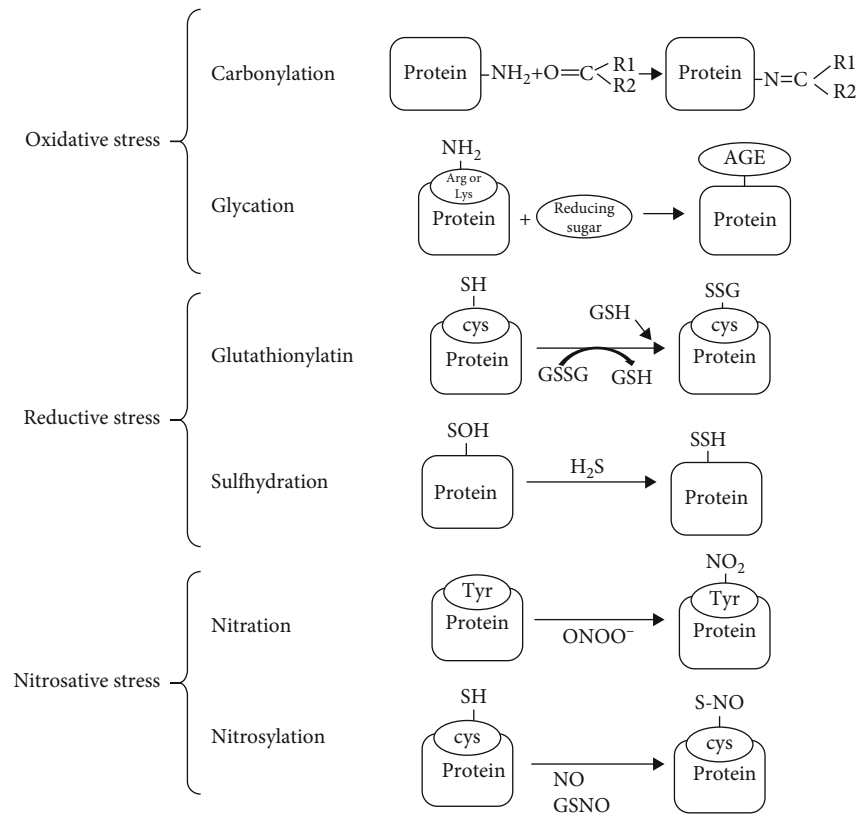 Oxidative stress
Carbonylation
Protein
NH₂+O=C
R1
R2
Protein
N=C
R1
R2
Glycation
NH₂
Arg or
Lys
Protein
+
Reducing
sugar
AGE
Protein
Reductive stress
Glutathionylatin
SH
cys
Protein
GSH
GSSG
GSH
SSG
cys
Protein
Sulfhydration
SOH
Protein
H₂S
SSH
Protein
Nitrosative stress
Nitration
Tyr
Protein
ONOO⁻
NO₂
Tyr
Protein
Nitrosylation
SH
cys
Protein
NO
GSNO
S-NO
cys
Protein